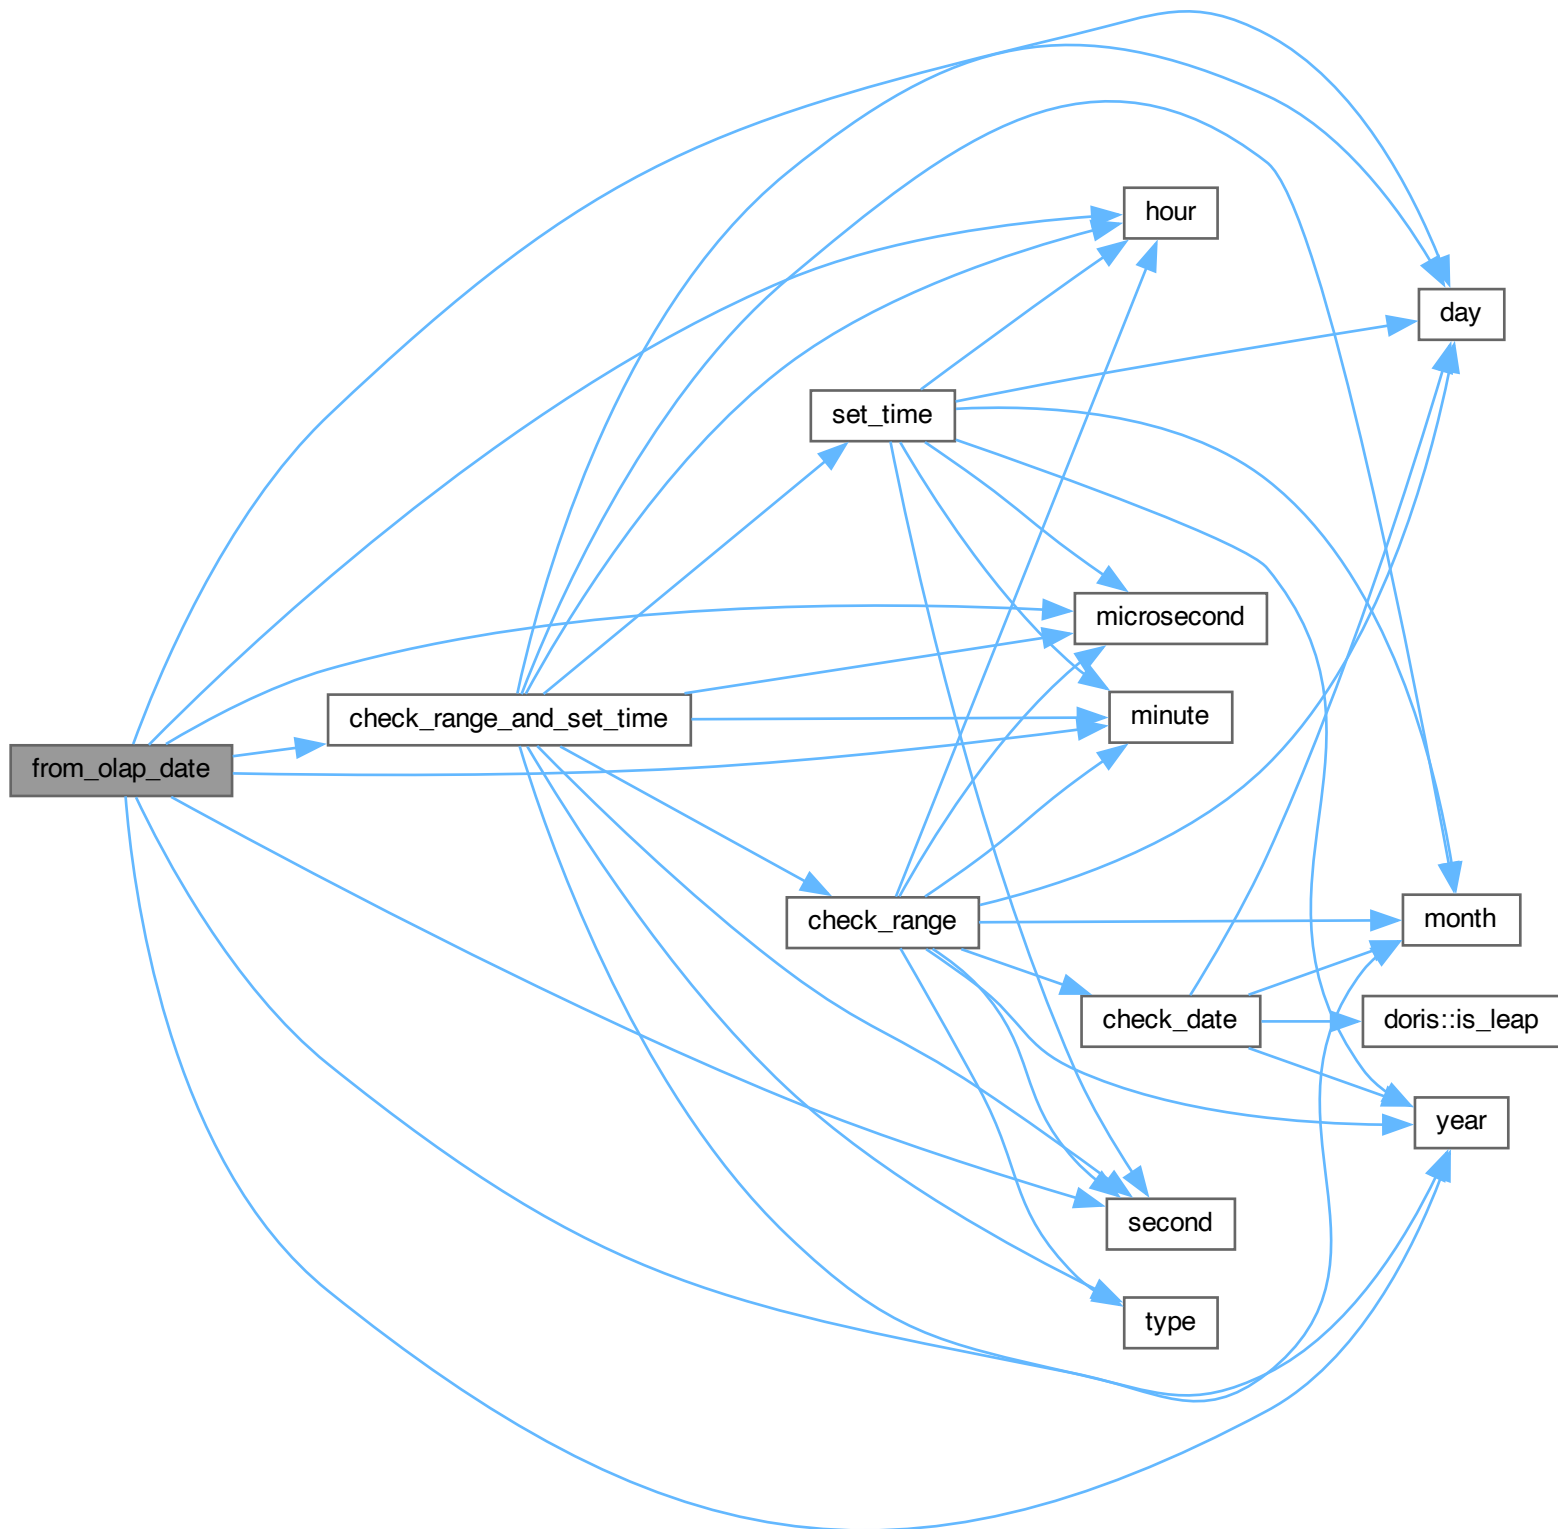 hour
day
set_time
microsecond
check_range_and_set_time
minute
from_olap_date
check_range
month
check_date
doris::is_leap
year
second
type